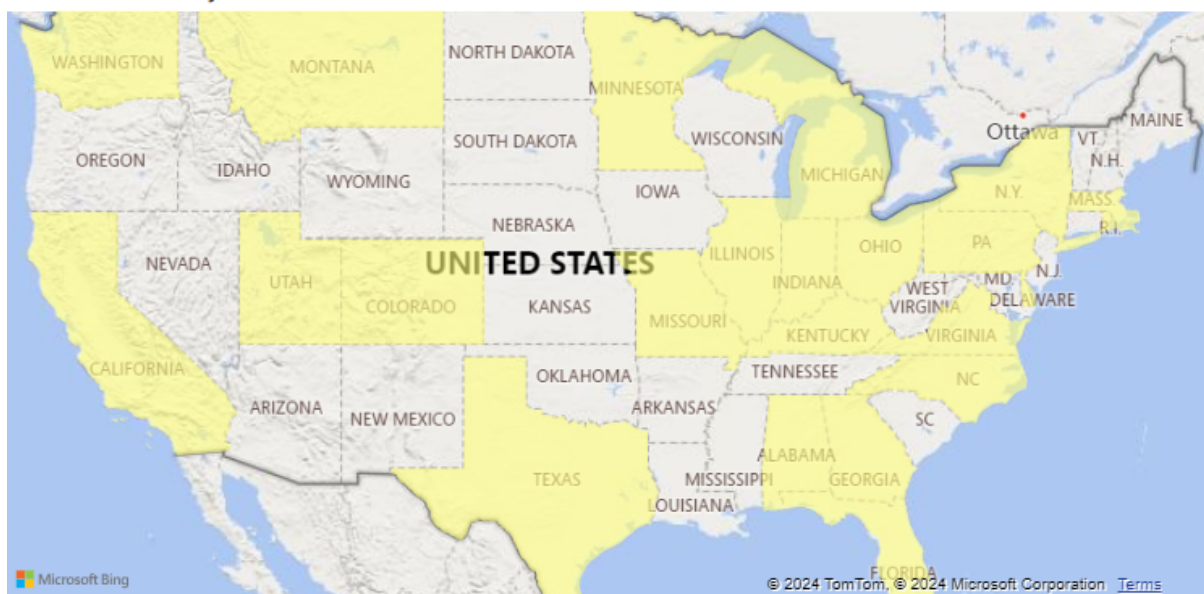 WASHINGTON
MONTANA
NORTH DAKOTA
MINNESOTA
SOUTH DAKOTA
WISCONSIN
Ottawa
MAINE
VT.
N.H.
OREGON
IDAHO
WYOMING
MICHIGAN
IOWA
N.Y.
MASS.
R.I.
NEBRASKA
NEVADA
UTAH
COLORADO
UNITED STATES
ILLINOIS
INDIANA
OHIO
PA
N.J.
MD.
DELAWARE
WEST
VIRGINIA
KANSAS
MISSOURI
KENTUCKY
VIRGINIA
CALIFORNIA
ARIZONA
NEW MEXICO
OKLAHOMA
ARKANSAS
TENNESSEE
NC
SC
TEXAS
MISSISSIPPI
ALABAMA
GEORGIA
LOUISIANA
FLORIDA
Microsoft Bing
© 2024 TomTom, © 2024 Microsoft Corporation Terms